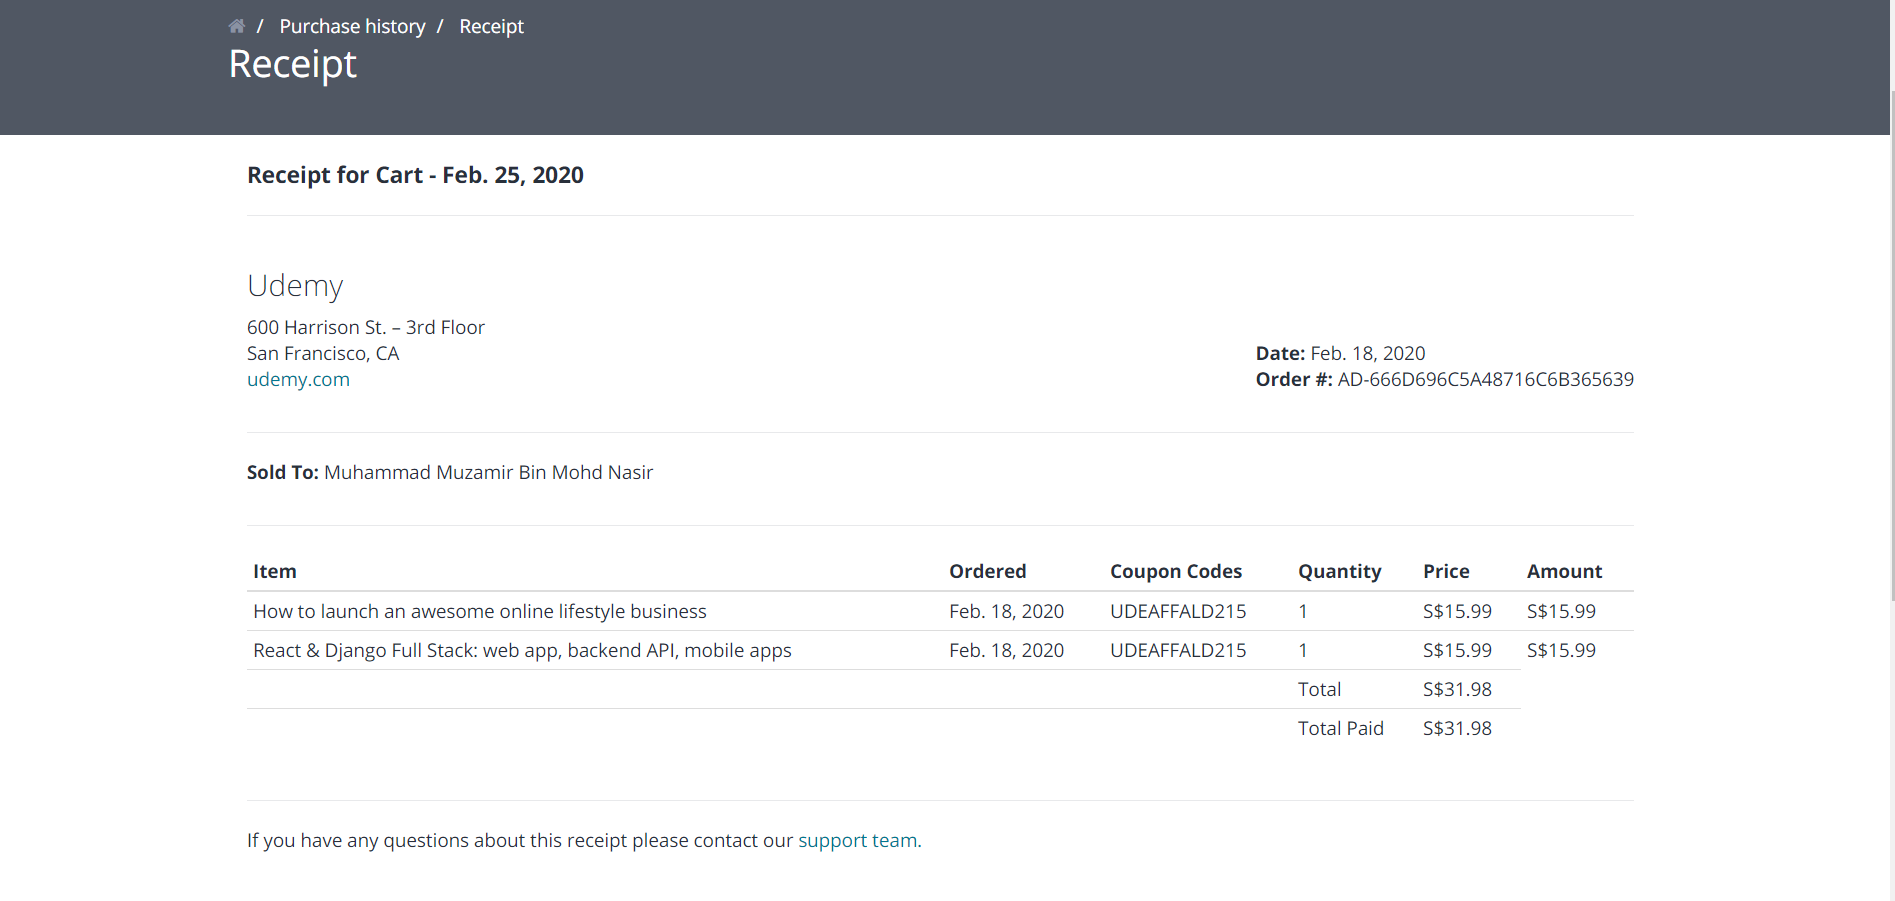 / Purchase history / Receipt
Receipt
Receipt for Cart - Feb. 25, 2020
Udemy
600 Harrison St. – 3rd Floor
San Francisco, CA
udemy.com
Date: Feb. 18, 2020
Order #: AD-666D696C5A48716C6B365639
Sold To: Muhammad Muzamir Bin Mohd Nasir
Item Ordered Coupon Codes Quantity Price Amount
How to launch an awesome online lifestyle business Feb. 18, 2020 UDEAFFALD215 1 S$15.99 S$15.99
React & Django Full Stack: web app, backend API, mobile apps Feb. 18, 2020 UDEAFFALD215 1 S$15.99 S$15.99
Total S$31.98
Total Paid S$31.98
If you have any questions about this receipt please contact our support team.